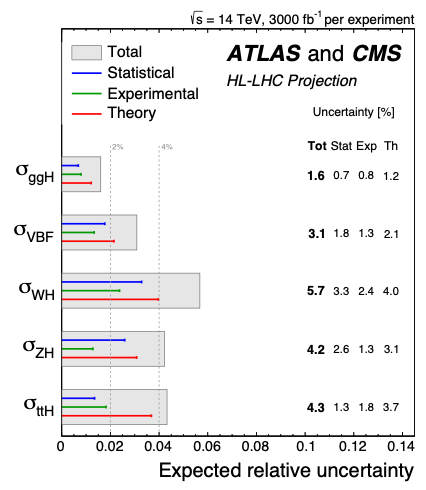 √s = 14 TeV, 3000 fb⁻¹ per experiment
Total
Statistical
Experimental
Theory
ATLAS and CMS
HL-LHC Projection
Uncertainty [%]
Tot Stat Exp Th
2% 4%
σggH 1.6 0.7 0.8 1.2
σVBF 3.1 1.8 1.3 2.1
σWH 5.7 3.3 2.4 4.0
σZH 4.2 2.6 1.3 3.1
σttH 4.3 1.3 1.8 3.7
0 0.02 0.04 0.06 0.08 0.1 0.12 0.14
Expected relative uncertainty